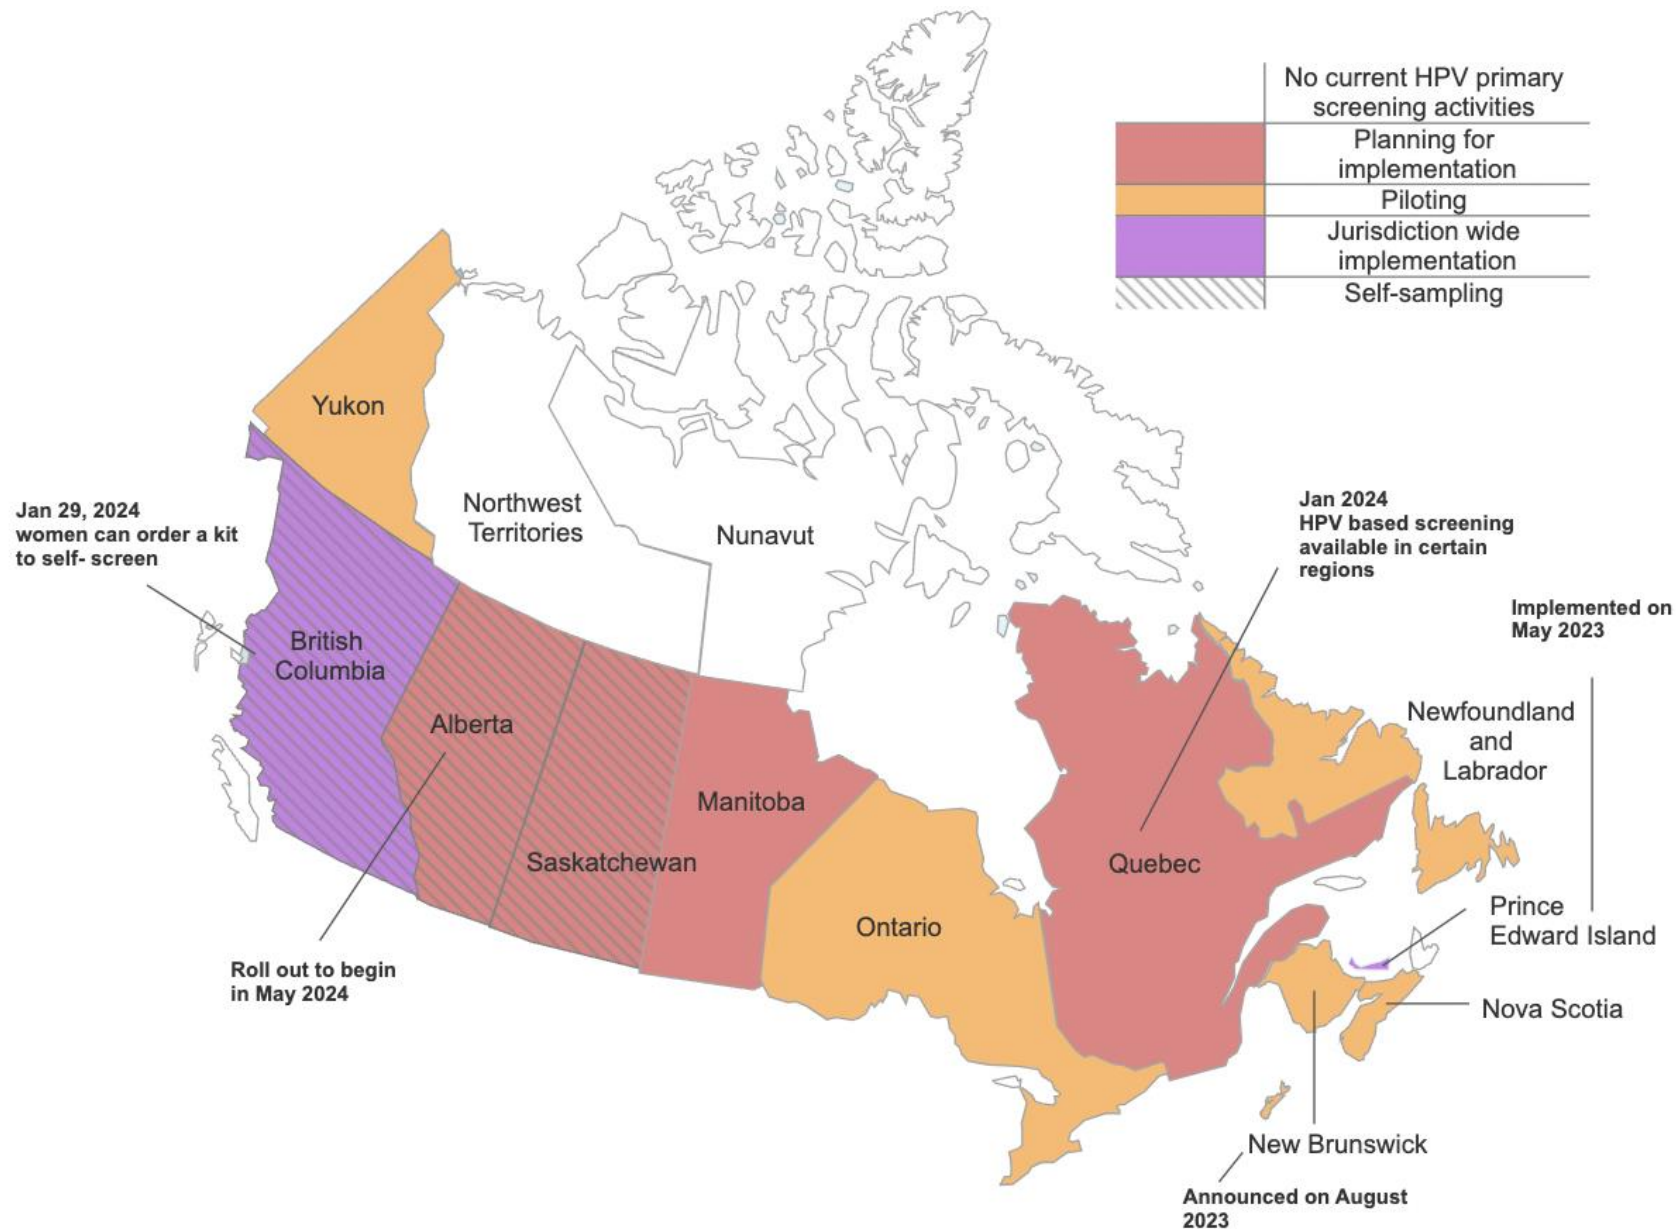 No current HPV primary
screening activities
Planning for
implementation
Piloting
Jurisdiction wide
implementation
Self-sampling
Yukon
Northwest
Territories
Nunavut
Jan 29, 2024
women can order a kit
to self- screen
Jan 2024
HPV based screening
available in certain
regions
Implemented on
May 2023
British
Columbia
Alberta
Saskatchewan
Manitoba
Ontario
Quebec
Newfoundland
and
Labrador
Prince
Edward Island
Nova Scotia
Roll out to begin
in May 2024
New Brunswick
Announced on August
2023